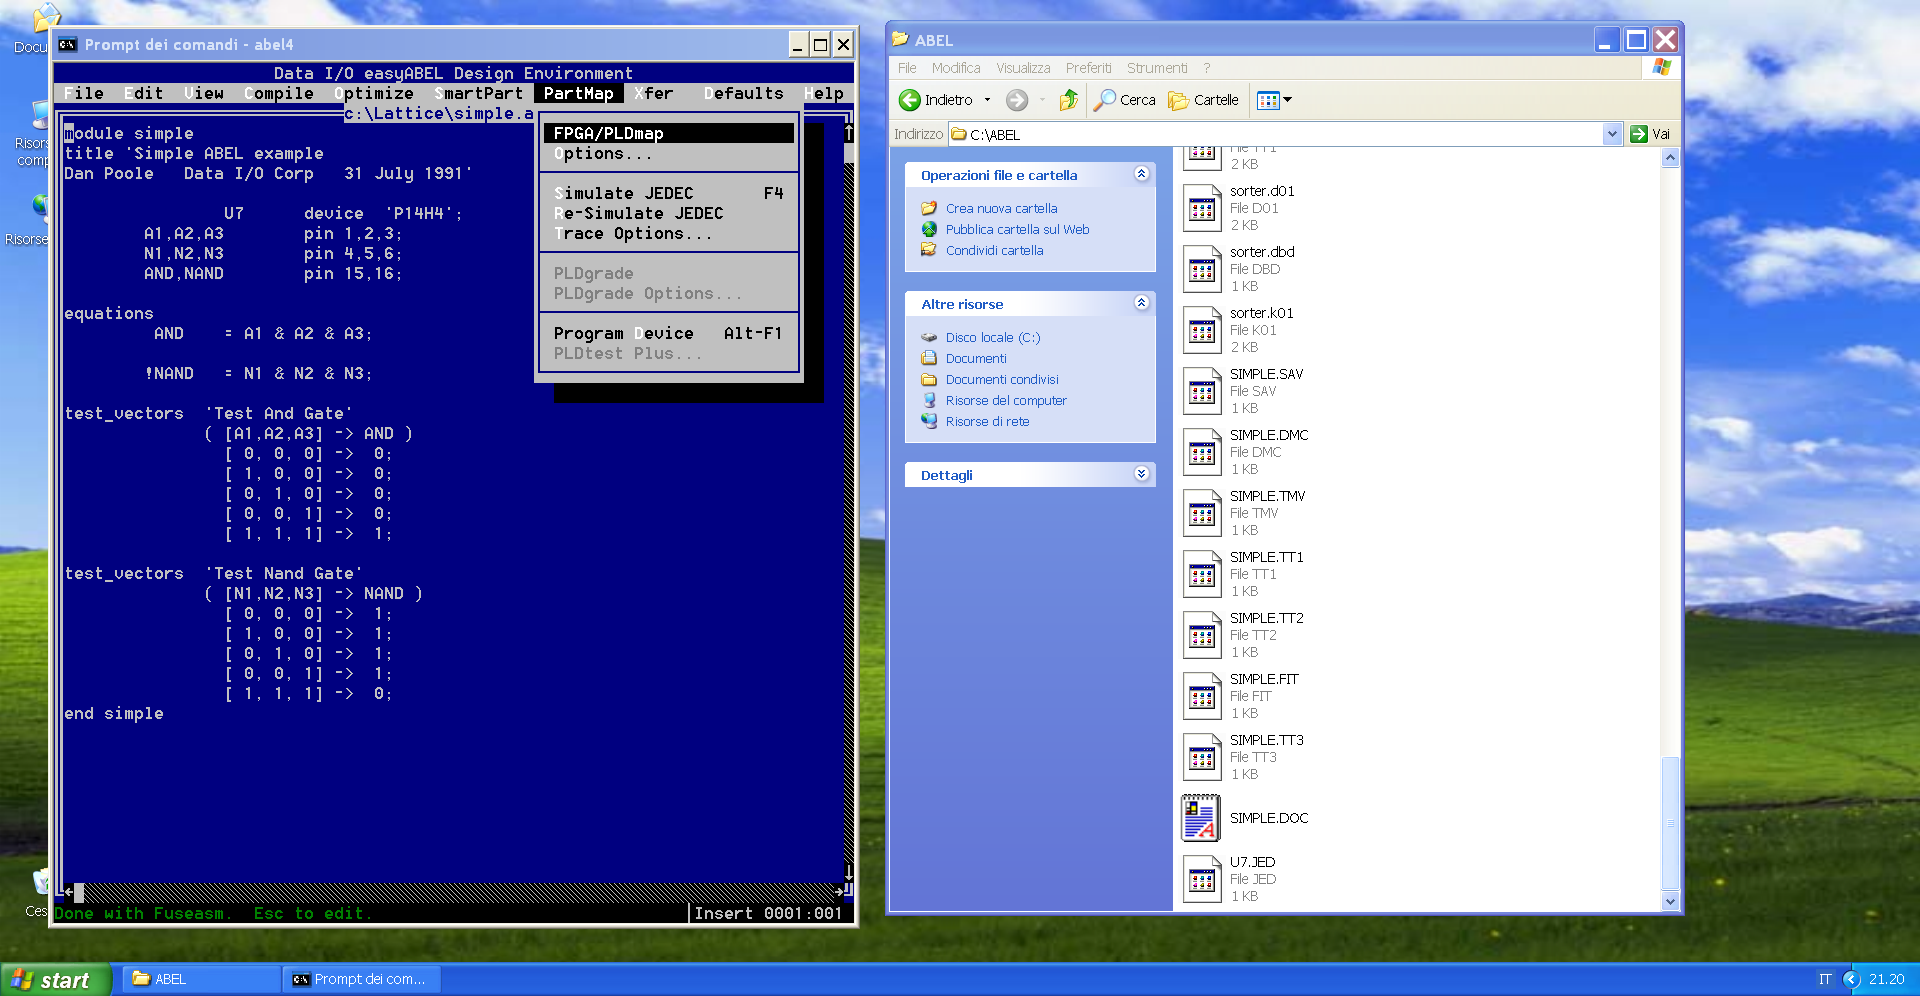 Docu
Risors
comp
Risorse
Ces
Prompt dei comandi - abel4
Data I/O easyABEL Design Environment
File Edit View Compile Optimize SmartPart PartMap Xfer Defaults Help
c:\Lattice\simple.a
module simple
title 'Simple ABEL example
Dan Poole   Data I/O Corp   31 July 1991'
U7      device  'P14H4';
A1,A2,A3        pin 1,2,3;
N1,N2,N3        pin 4,5,6;
AND,NAND        pin 15,16;
equations
AND    = A1 & A2 & A3;
!NAND   = N1 & N2 & N3;
test_vectors  'Test And Gate'
( [A1,A2,A3] -> AND )
[ 0, 0, 0] ->  0;
[ 1, 0, 0] ->  0;
[ 0, 1, 0] ->  0;
[ 0, 0, 1] ->  0;
[ 1, 1, 1] ->  1;
test_vectors  'Test Nand Gate'
( [N1,N2,N3] -> NAND )
[ 0, 0, 0] ->  1;
[ 1, 0, 0] ->  1;
[ 0, 1, 0] ->  1;
[ 0, 0, 1] ->  1;
[ 1, 1, 1] ->  0;
end simple
FPGA/PLDmap
Options...
Simulate JEDEC       F4
Re-Simulate JEDEC
Trace Options...
PLDgrade
PLDgrade Options...
Program Device   Alt-F1
PLDtest Plus...
Done with Fuseasm.  Esc to edit.
Insert 0001:001
ABEL
File Modifica Visualizza Preferiti Strumenti ?
Indietro Cerca Cartelle
Indirizzo C:\ABEL Vai
Operazioni file e cartella
Crea nuova cartella
Pubblica cartella sul Web
Condividi cartella
Altre risorse
Disco locale (C:)
Documenti
Documenti condivisi
Risorse del computer
Risorse di rete
Dettagli
File TT1
2 KB
sorter.d01
File D01
2 KB
sorter.dbd
File DBD
1 KB
sorter.k01
File K01
2 KB
SIMPLE.SAV
File SAV
1 KB
SIMPLE.DMC
File DMC
1 KB
SIMPLE.TMV
File TMV
1 KB
SIMPLE.TT1
File TT1
1 KB
SIMPLE.TT2
File TT2
1 KB
SIMPLE.FIT
File FIT
1 KB
SIMPLE.TT3
File TT3
1 KB
SIMPLE.DOC
U7.JED
File JED
1 KB
start
ABEL
Prompt dei com...
IT
21.20